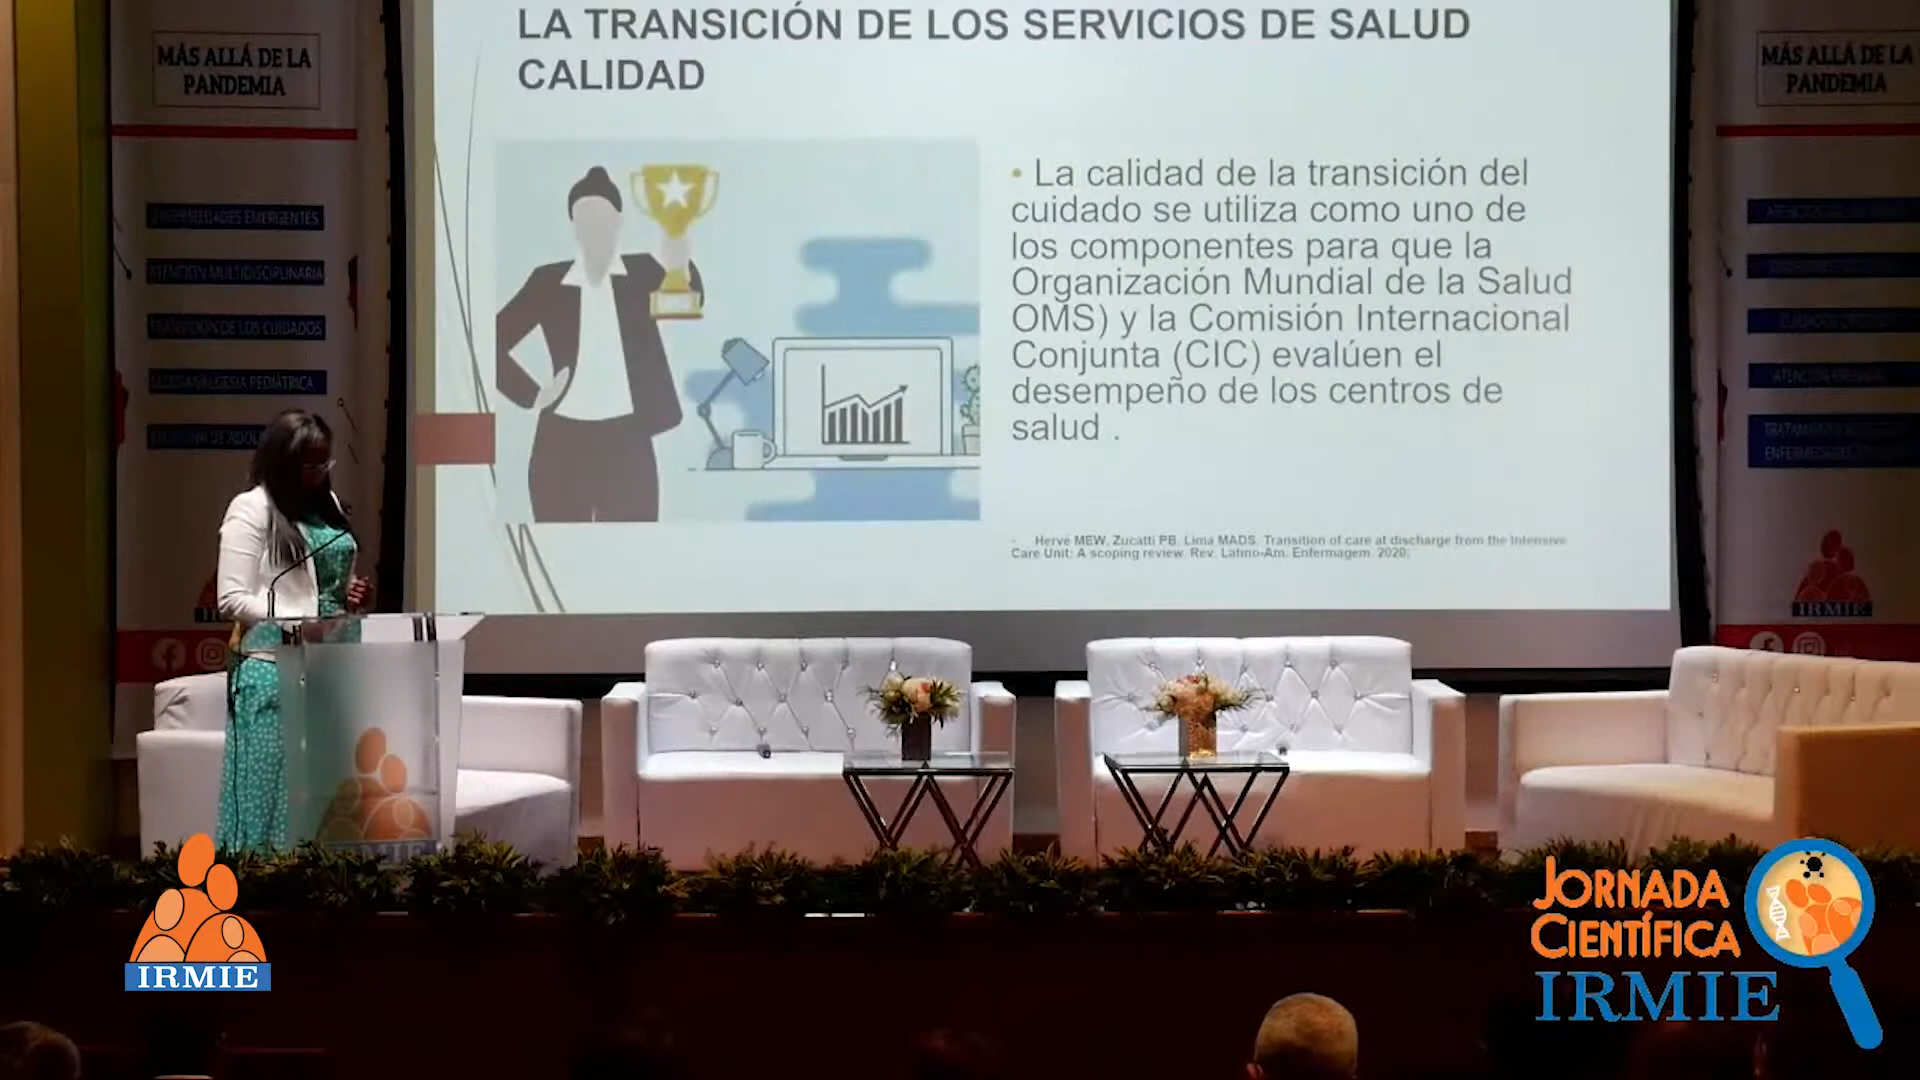 LA TRANSICIÓN DE LOS SERVICIOS DE SALUD
CALIDAD
• La calidad de la transición del
cuidado se utiliza como uno de
los componentes para que la
Organización Mundial de la Salud
OMS) y la Comisión Internacional
Conjunta (CIC) evalúen el
desempeño de los centros de
salud .
Hervé MEW, Zucatti PB, Lima MADS. Transition of care at discharge from the Intensive
Care Unit: A scoping review. Rev. Latino-Am. Enfermagem. 2020;
MÁS ALLÁ DE LA
PANDEMIA
ENFERMEDADES EMERGENTES
ATENCIÓN MULTIDISCIPLINARIA
TRANSICIÓN DE LOS CUIDADOS
SEDOANALGESIA PEDIÁTRICA
MÁS ALLÁ DE LA
PANDEMIA
IRMIE
IRMIE
JORNADA
CIENTÍFICA
IRMIE